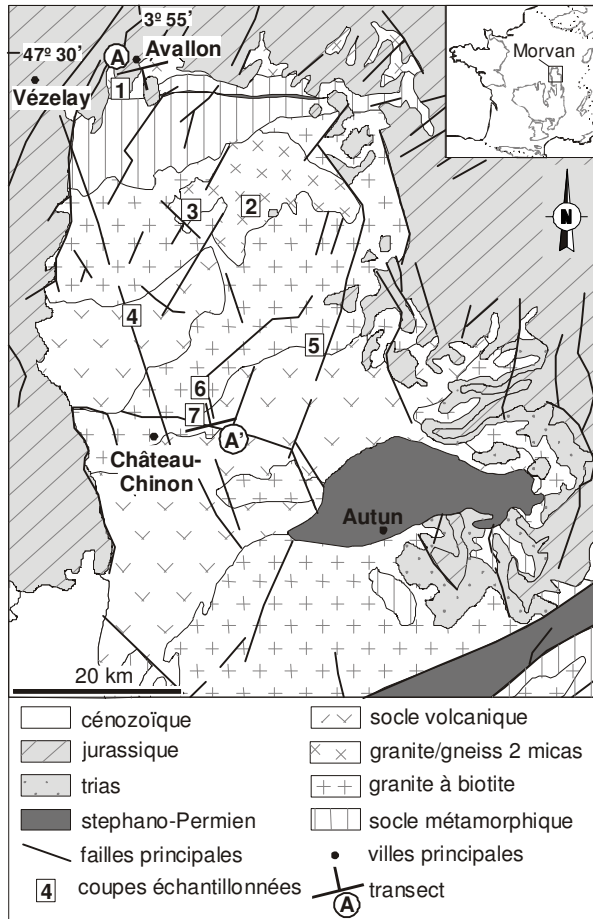 3º 55’
47º 30’
A
Avallon
Vézelay
1
Morvan
N
3
2
4
5
6
7
A’
Château-
Chinon
Autun
20 km
cénozoïque
socle volcanique
jurassique
granite/gneiss 2 micas
trias
granite à biotite
stephano-Permien
socle métamorphique
failles principales
villes principales
4
coupes échantillonnées
A
transect